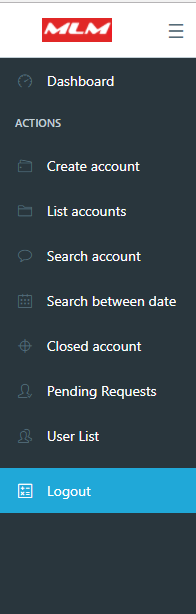 MLM
Dashboard
ACTIONS
Create account
List accounts
Search account
Search between date
Closed account
Pending Requests
User List
Logout